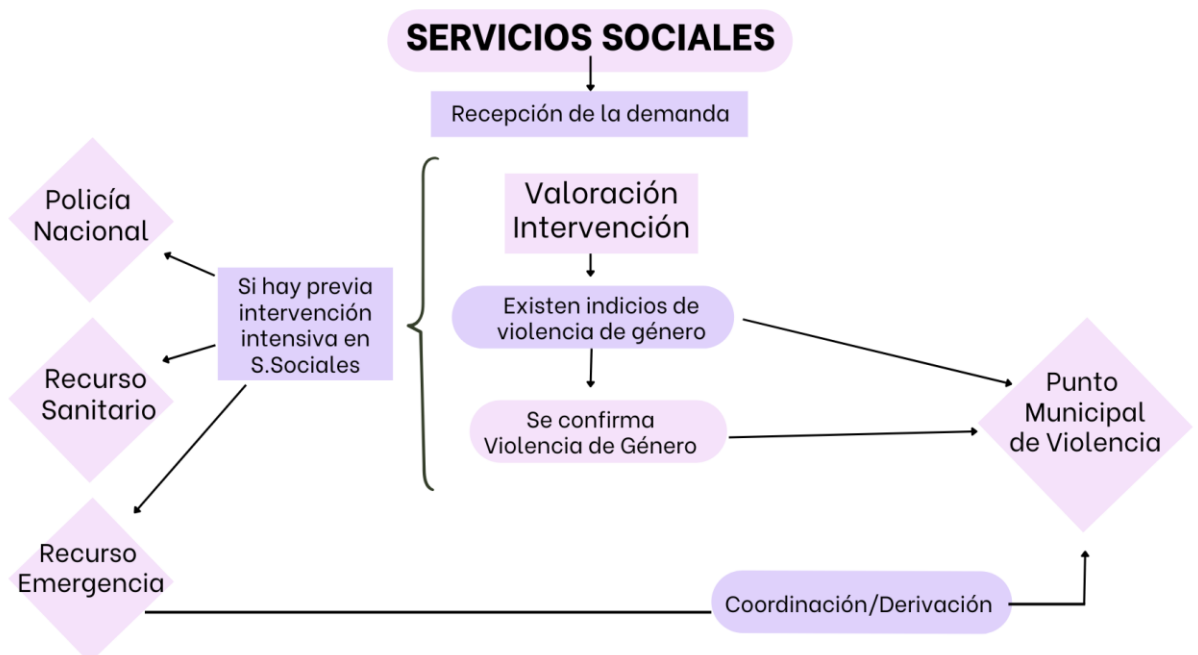 SERVICIOS SOCIALES
Recepción de la demanda
Valoración
Intervención
Existen indicios de
violencia de género
Se confirma
Violencia de Género
Si hay previa
intervención
intensiva en
S.Sociales
Policía
Nacional
Recurso
Sanitario
Recurso
Emergencia
Coordinación/Derivación
Punto
Municipal
de Violencia